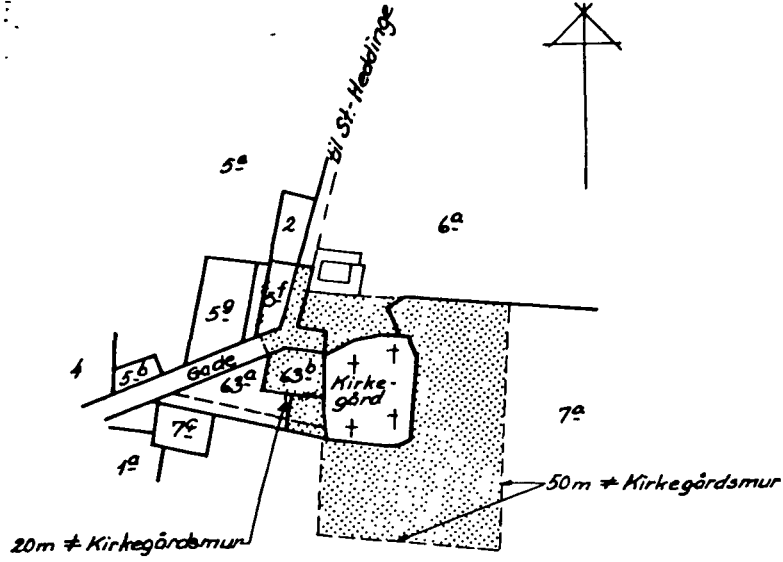 til St.-Heddinge
5ª
6ª
2
5ᶠ
5ᵍ
4
5ᵇ
Gade
63ª
63ᵇ
Kirke-
gård
7ᶜ
7ª
1ª
50m ≠ Kirkegårdsmur
20m ≠ Kirkegårdsmur